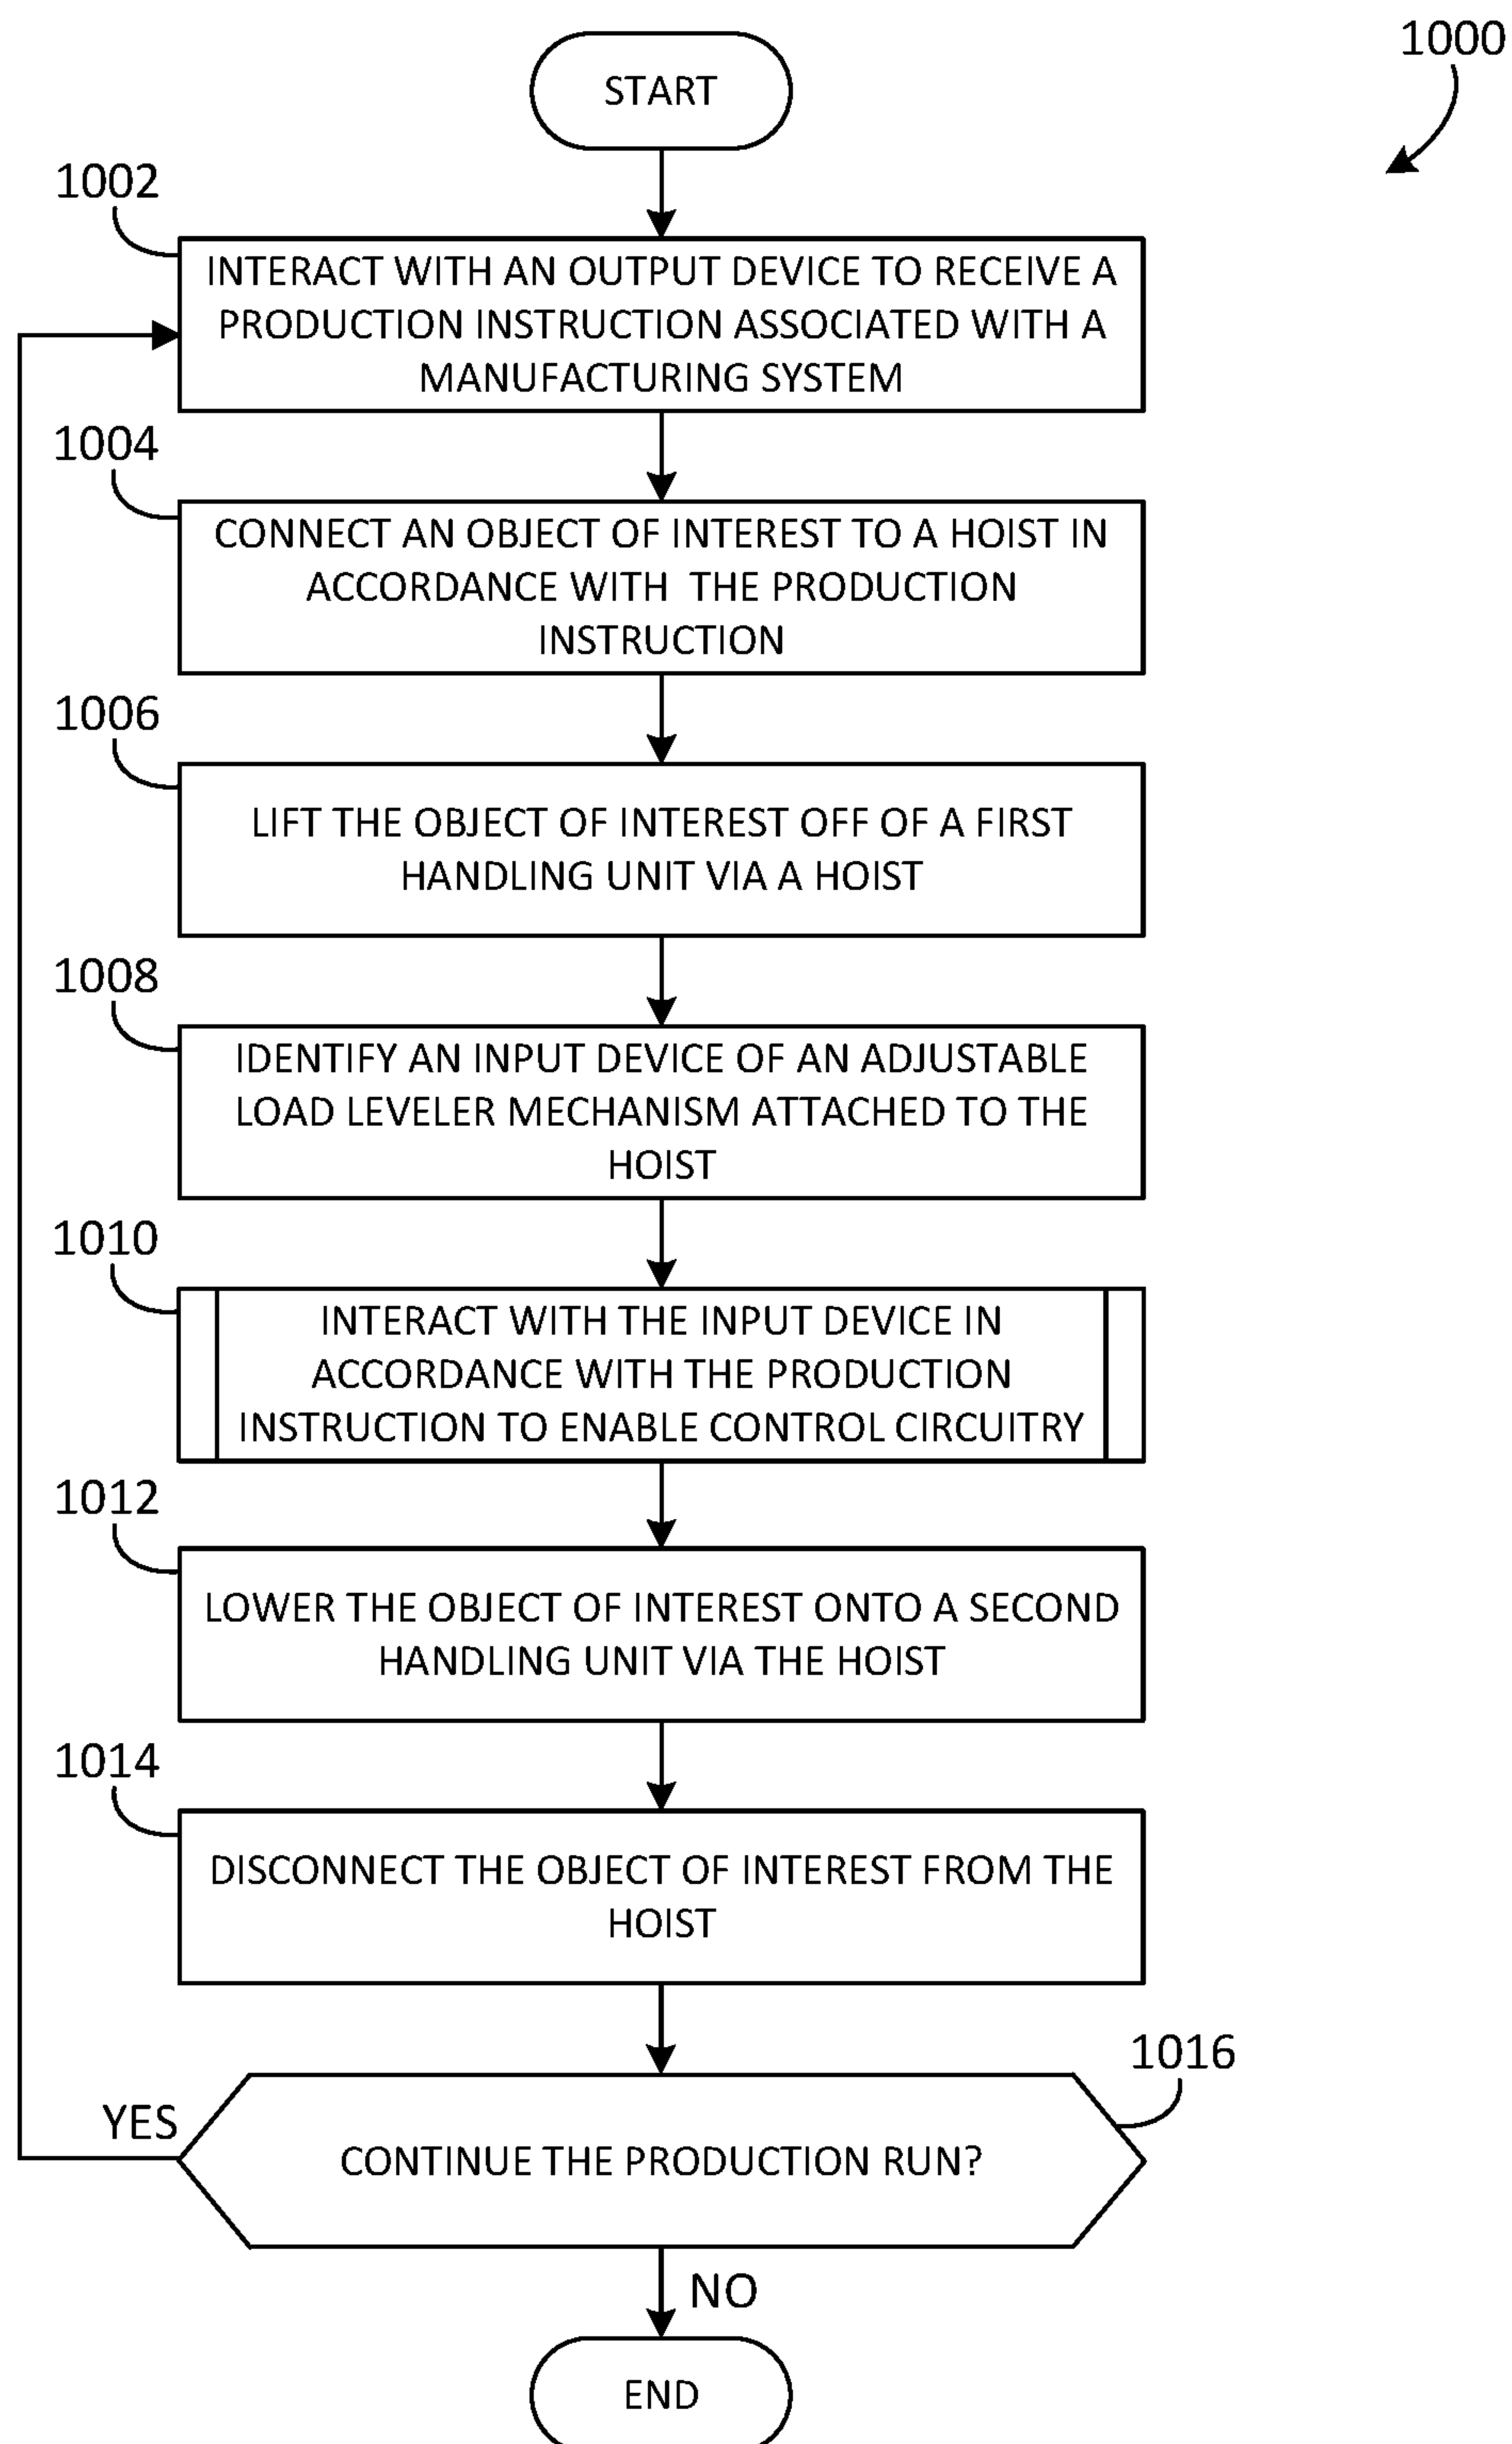 1000
START
1002
INTERACT WITH AN OUTPUT DEVICE TO RECEIVE A
PRODUCTION INSTRUCTION ASSOCIATED WITH A
MANUFACTURING SYSTEM
1004
CONNECT AN OBJECT OF INTEREST TO A HOIST IN
ACCORDANCE WITH THE PRODUCTION
INSTRUCTION
1006
LIFT THE OBJECT OF INTEREST OFF OF A FIRST
HANDLING UNIT VIA A HOIST
1008
IDENTIFY AN INPUT DEVICE OF AN ADJUSTABLE
LOAD LEVELER MECHANISM ATTACHED TO THE
HOIST
1010
INTERACT WITH THE INPUT DEVICE IN
ACCORDANCE WITH THE PRODUCTION
INSTRUCTION TO ENABLE CONTROL CIRCUITRY
1012
LOWER THE OBJECT OF INTEREST ONTO A SECOND
HANDLING UNIT VIA THE HOIST
1014
DISCONNECT THE OBJECT OF INTEREST FROM THE
HOIST
1016
YES
CONTINUE THE PRODUCTION RUN?
NO
END